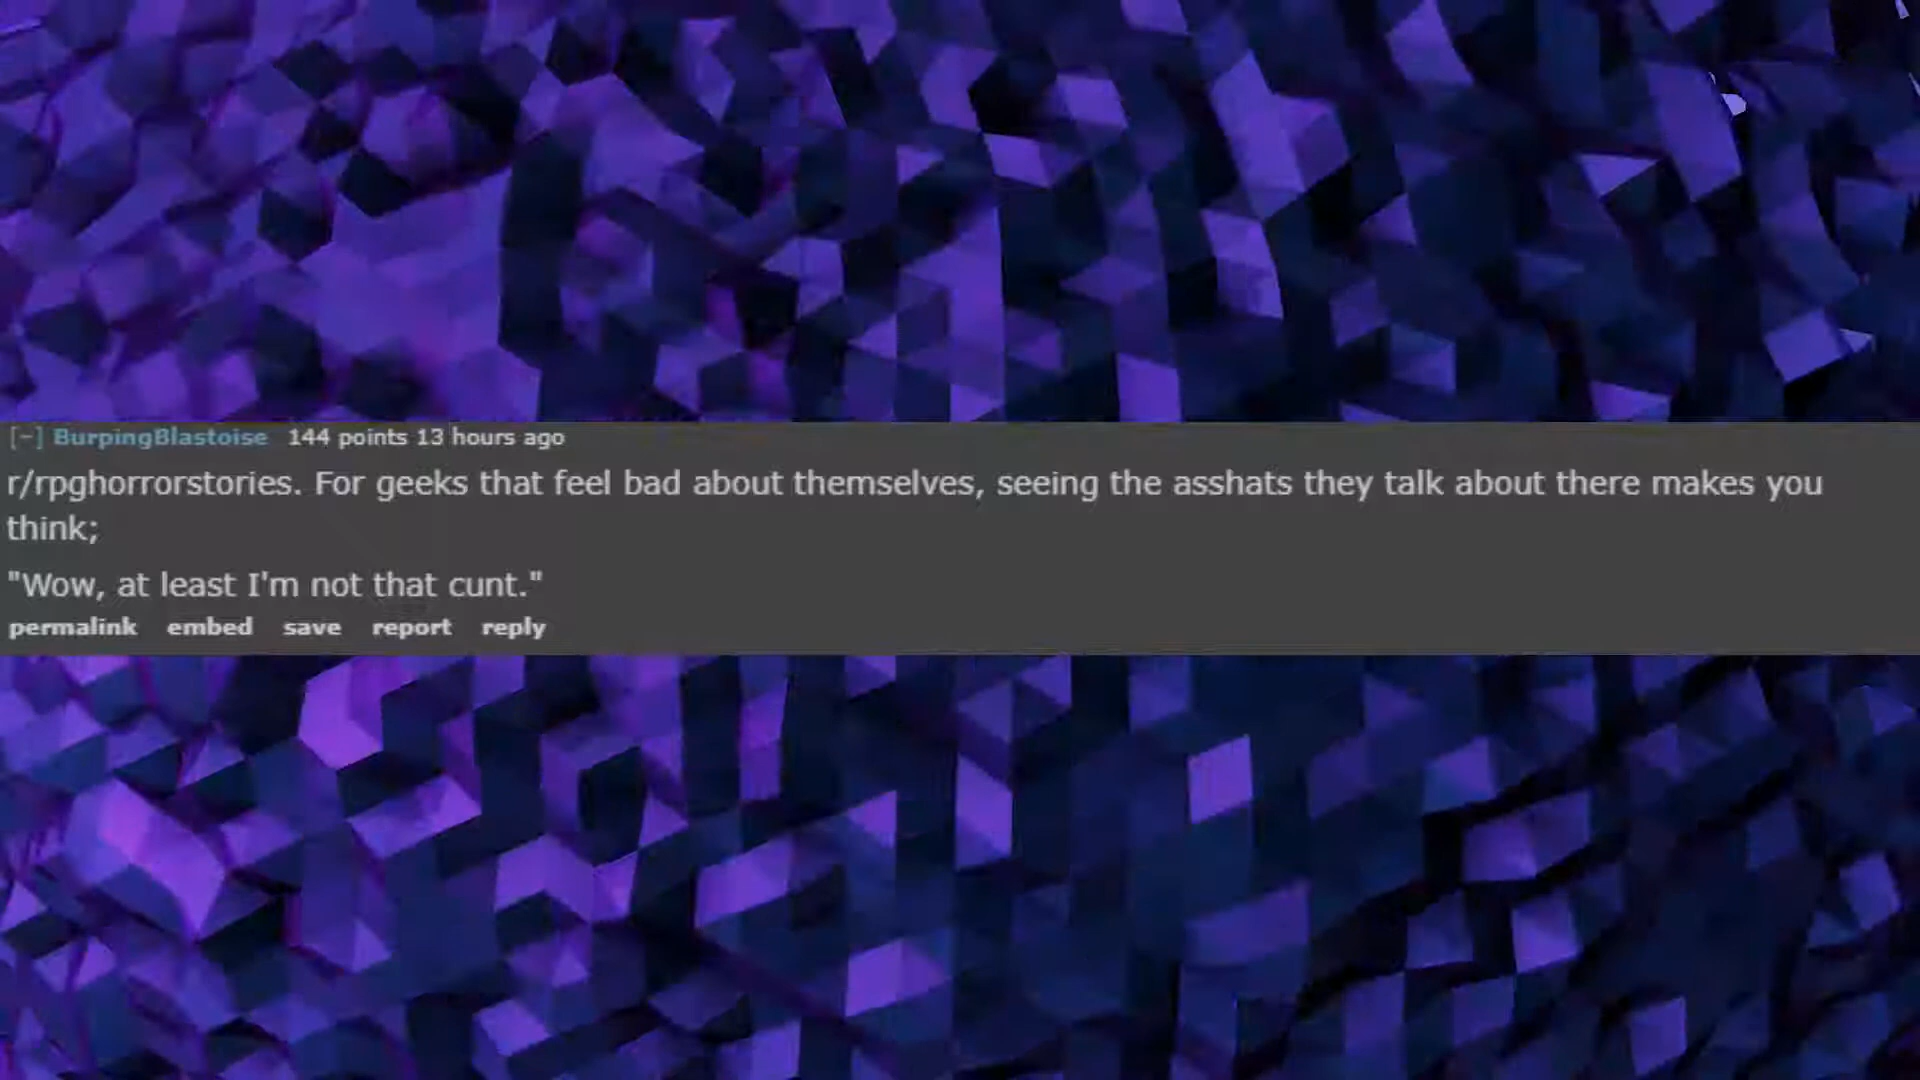 [-] BurpingBlastoise 144 points 13 hours ago
r/rpghorrorstories. For geeks that feel bad about themselves, seeing the asshats they talk about there makes you
think;
"Wow, at least I'm not that cunt."
permalink embed save report reply